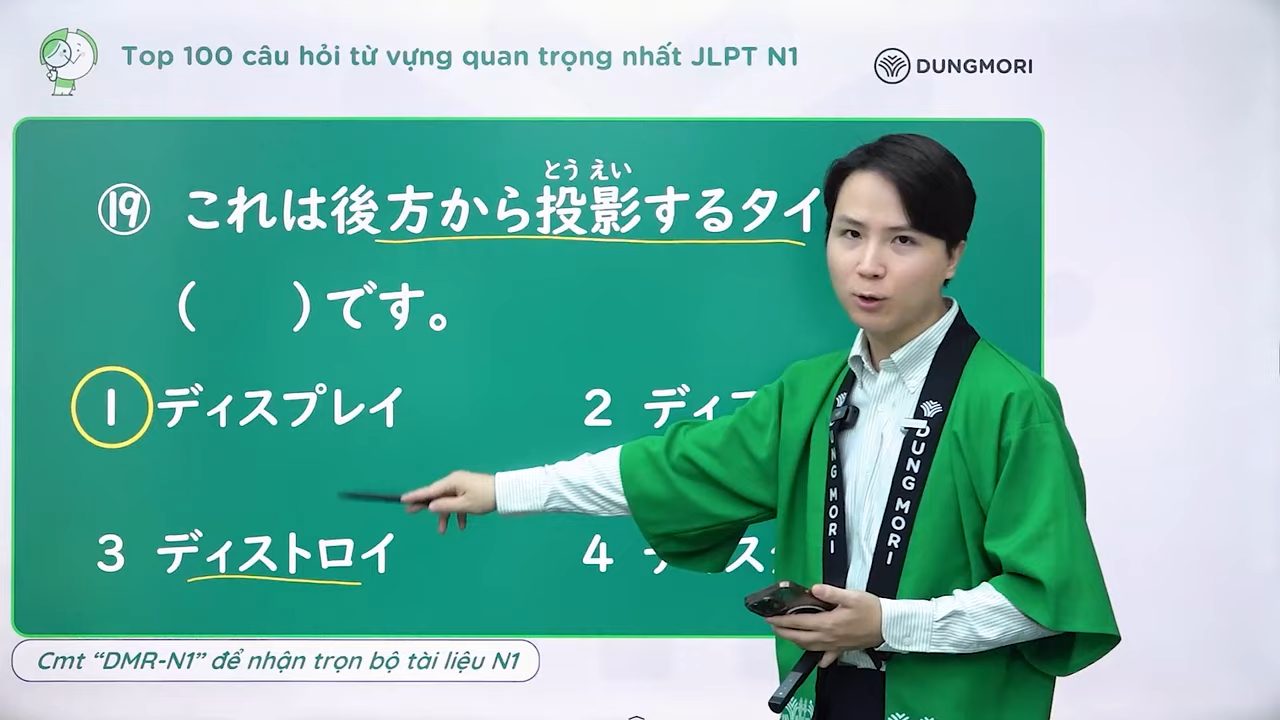 Top 100 câu hỏi từ vựng quan trọng nhất JLPT N1
DUNGMORI
とう えい
⑲ これは後方から投影するタイ
( )です。
1 ディスプレイ
2 ディ
3 ディストロイ
4
DUNG MORI
DUNG MORI
Cmt “DMR-N1” để nhận trọn bộ tài liệu N1